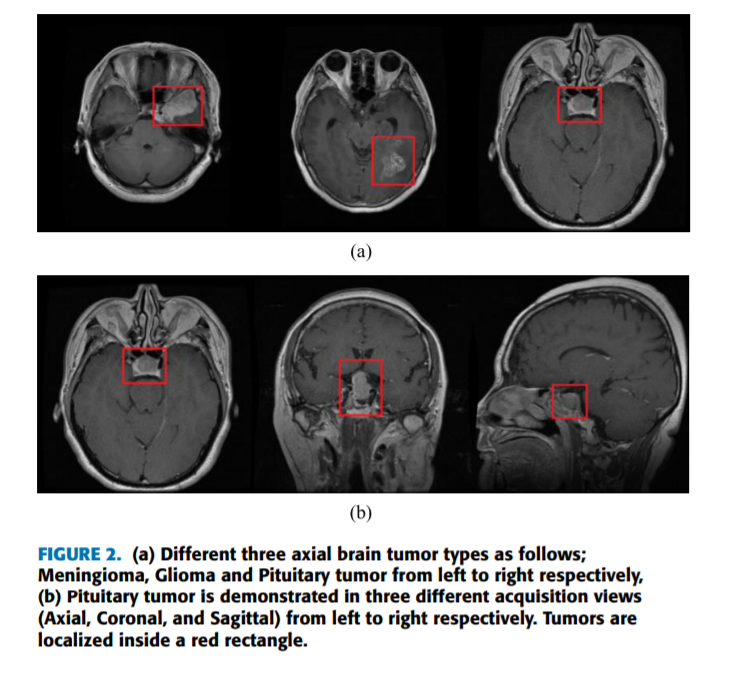 (a)
(b)
FIGURE 2. (a) Different three axial brain tumor types as follows;
Meningioma, Glioma and Pituitary tumor from left to right respectively,
(b) Pituitary tumor is demonstrated in three different acquisition views
(Axial, Coronal, and Sagittal) from left to right respectively. Tumors are
localized inside a red rectangle.